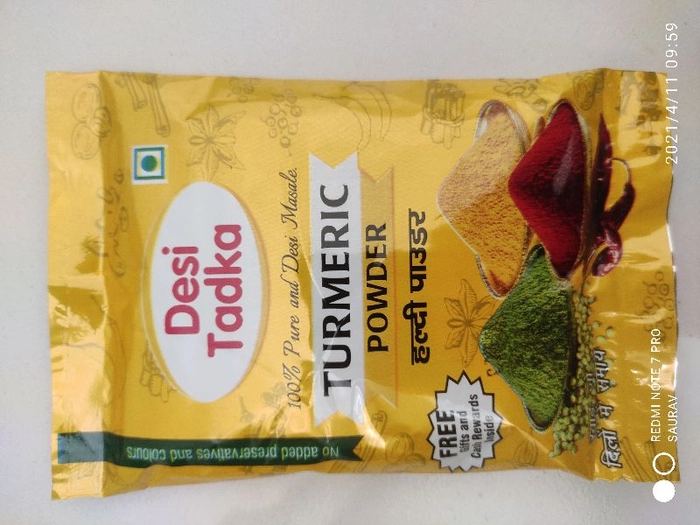 Desi
Tadka
100% Pure and Desi Masale.
TURMERIC
POWDER
हल्दी पाउडर
FREE
Gifts and
Cash Rewards
Inside
दिलों में समाय
No added preservatives and colours
REDMI NOTE 7 PRO
SAURAV
2021/4/11 09:59